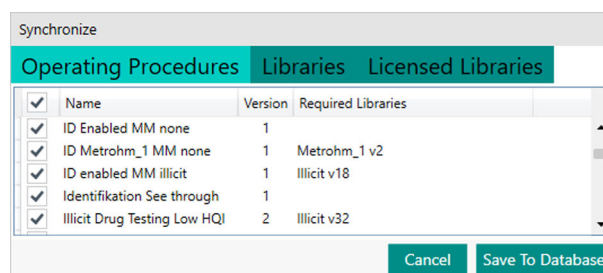 Synchronize
Operating Procedures Libraries Licensed Libraries
Name Version Required Libraries
ID Enabled MM none 1
ID Metrohm_1 MM none 1 Metrohm_1 v2
ID enabled MM illicit 1 Illicit v18
Identifikation See through 1
Illicit Drug Testing Low HQI 2 Illicit v32
Cancel Save To Database